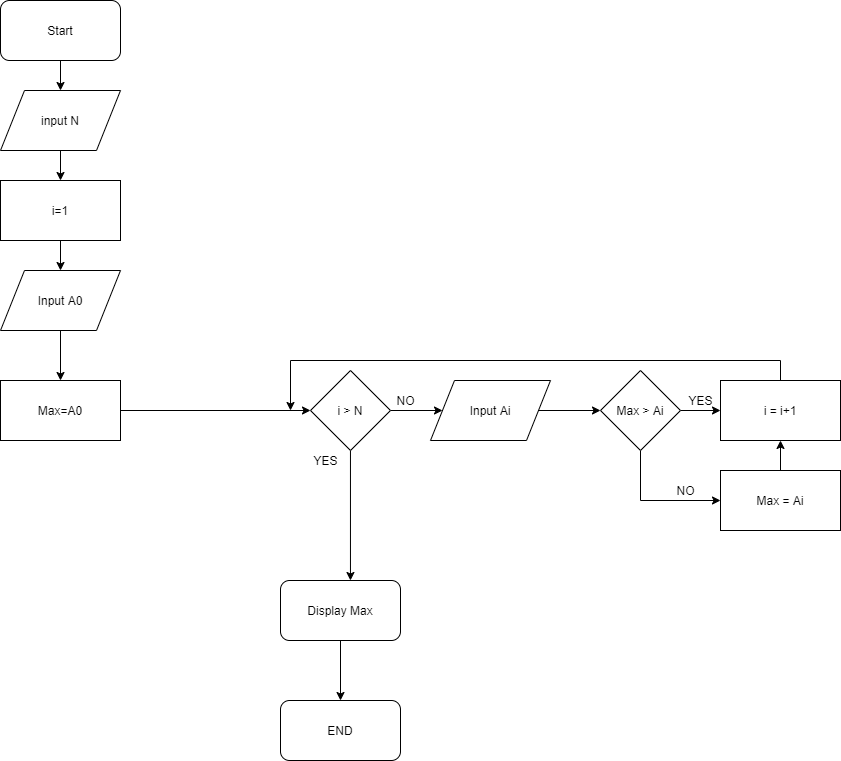 Start
input N
i=1
Input A0
Max=A0
i > N
NO
Input Ai
Max > Ai
YES
i = i+1
YES
NO
Max = Ai
Display Max
END